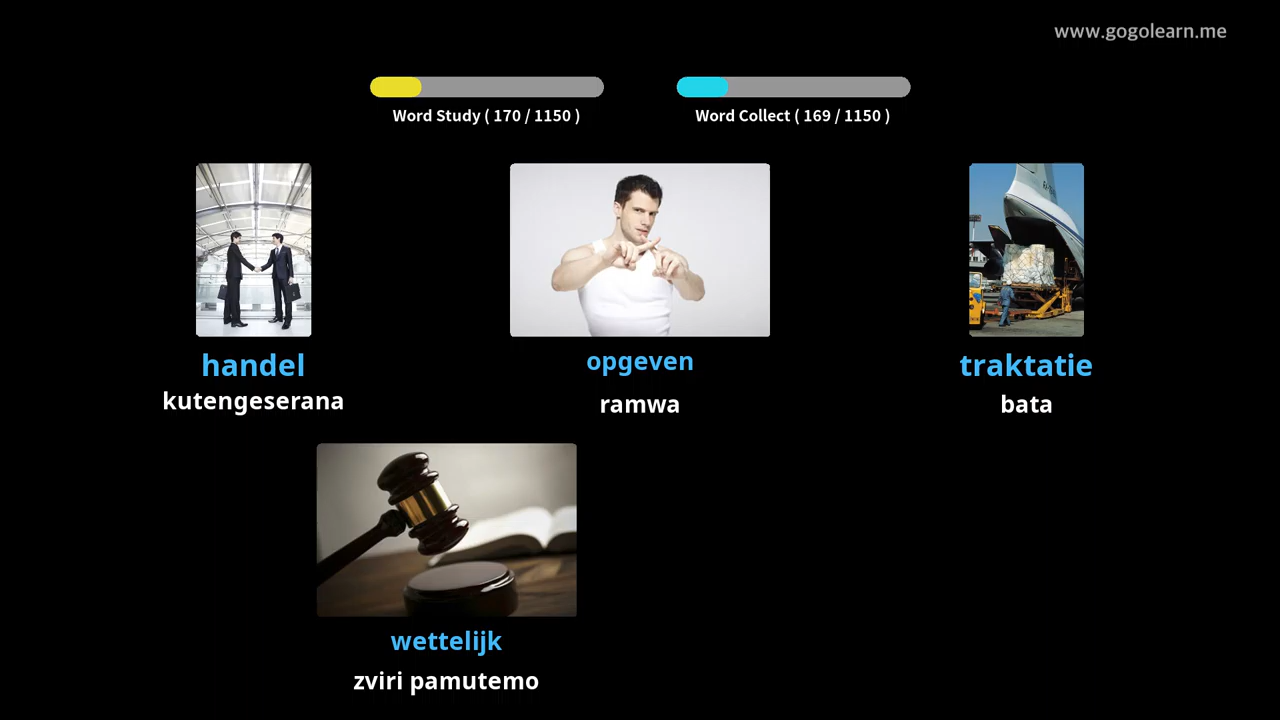 www.gogolearn.me
Word Study ( 170 / 1150 )
Word Collect ( 169 / 1150 )
handel
kutengeserana
opgeven
ramwa
traktatie
bata
wettelijk
zviri pamutemo